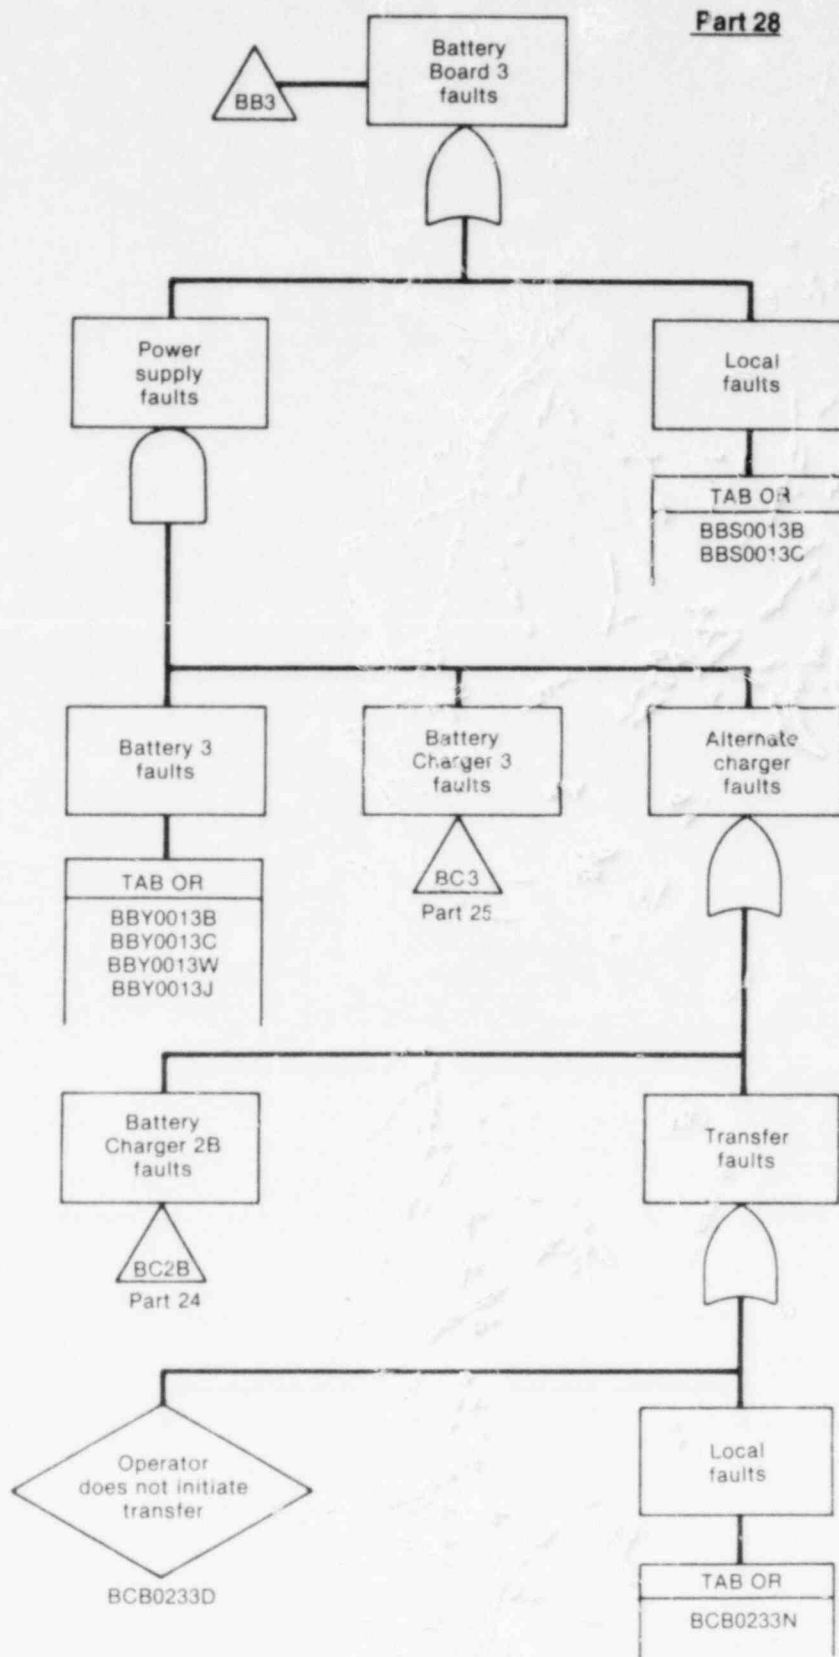 Part 28
Battery
Board 3
faults
BB3
Power
supply
faults
Local
faults
TAB OR
BBS0013B
BBS0013C
Battery 3
faults
Battery
Charger 3
faults
Alternate
charger
faults
TAB OR
BBY0013B
BBY0013C
BBY0013W
BBY0013J
BC3
Part 25
Battery
Charger 2B
faults
Transfer
faults
BC2B
Part 24
Operator
does not initiate
transfer
BCB0233D
Local
faults
TAB OR
BCB0233N